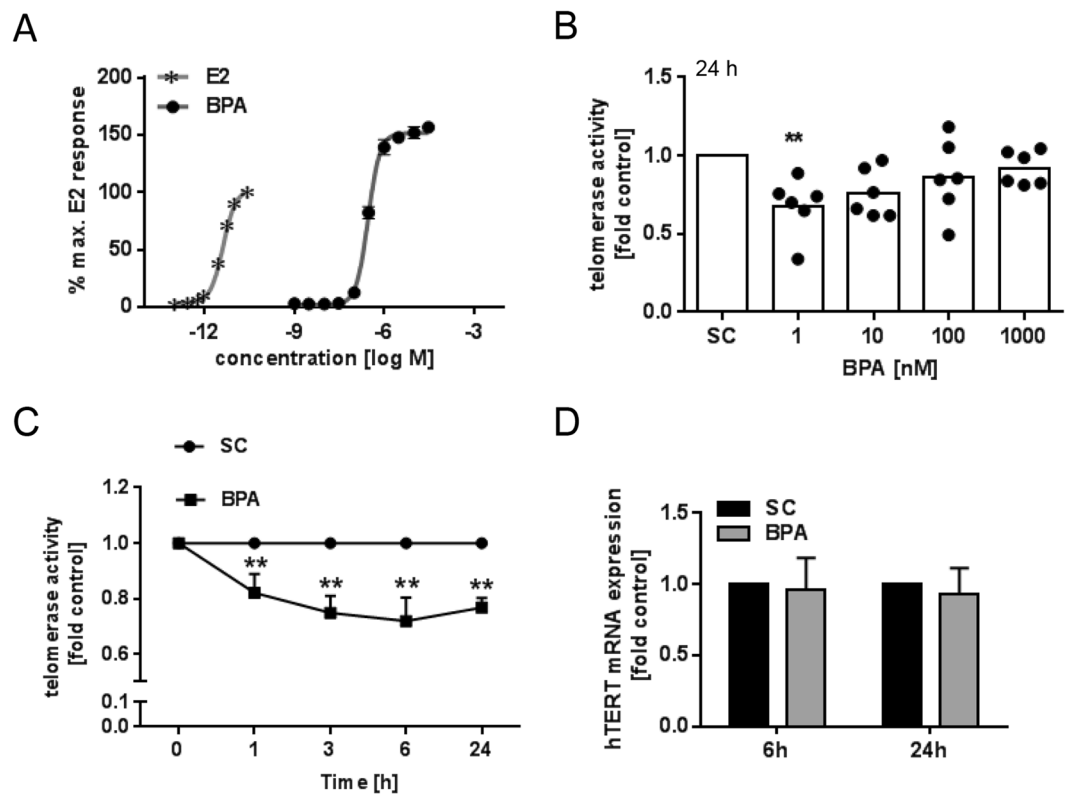 A
% max. E2 response
200
150
100
50
0
E2
BPA
-12
-9
-6
-3
concentration [log M]
B
telomerase activity
[fold control]
24 h
1.5
1.0
0.5
0.0
**
SC
1
10
100
1000
BPA [nM]
C
SC
BPA
telomerase activity
[fold control]
1.2
1.0
0.8
0.6
0.1
0.0
**
**
**
**
0
1
3
6
24
Time [h]
D
hTERT mRNA expression
[fold control]
1.5
1.0
0.5
0.0
SC
BPA
6h
24h